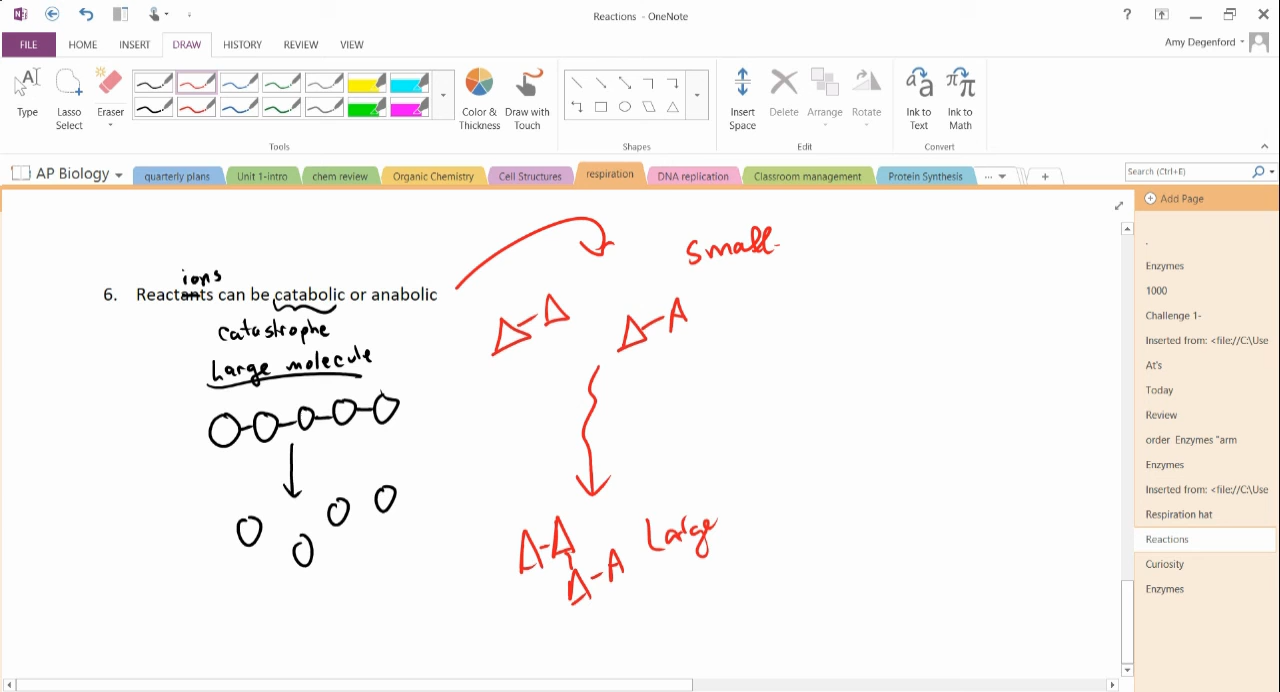 Reactions - OneNote
Amy Degenford
FILE HOME INSERT DRAW HISTORY REVIEW VIEW
Type
Lasso Select
Eraser
Color & Thickness
Draw with Touch
Insert Space
Delete
Arrange
Rotate
Ink to Text
Ink to Math
Tools
Shapes
Edit
Convert
AP Biology
quarterly plans
Unit 1-intro
chem review
Organic Chemistry
Cell Structures
respiration
DNA replication
Classroom management
Protein Synthesis
Search (Ctrl+E)
Add Page
.
Enzymes
1000
Challenge 1-
Inserted from: <file://C:\Use
At's
Today
Review
order Enzymes "arm
Enzymes
Inserted from: <file://C:\Use
Respiration hat
Reactions
Curiosity
Enzymes
ions
6. Reactants can be catabolic or anabolic
catastrophe
Large molecule
small
Large